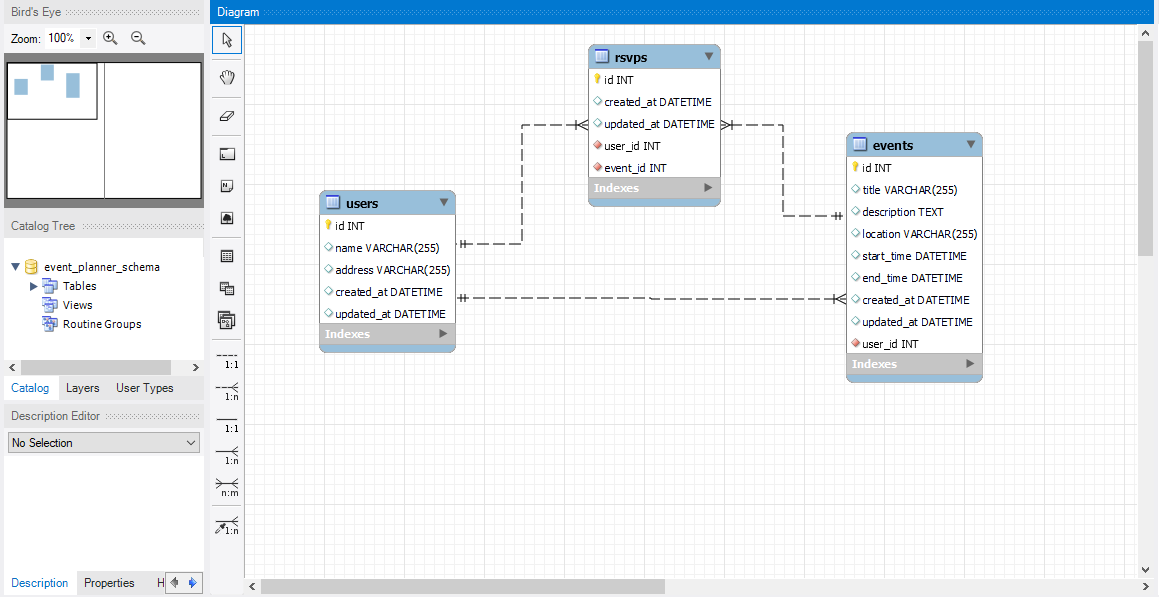 Bird's Eye
Zoom: 100%
Catalog Tree
event_planner_schema
Tables
Views
Routine Groups
Catalog Layers User Types
Description Editor
No Selection
Description Properties H
Diagram
1:1
1:n
1:1
1:n
n:m
1:n
rsvps
id INT
created_at DATETIME
updated_at DATETIME
user_id INT
event_id INT
Indexes
users
id INT
name VARCHAR(255)
address VARCHAR(255)
created_at DATETIME
updated_at DATETIME
Indexes
events
id INT
title VARCHAR(255)
description TEXT
location VARCHAR(255)
start_time DATETIME
end_time DATETIME
created_at DATETIME
updated_at DATETIME
user_id INT
Indexes